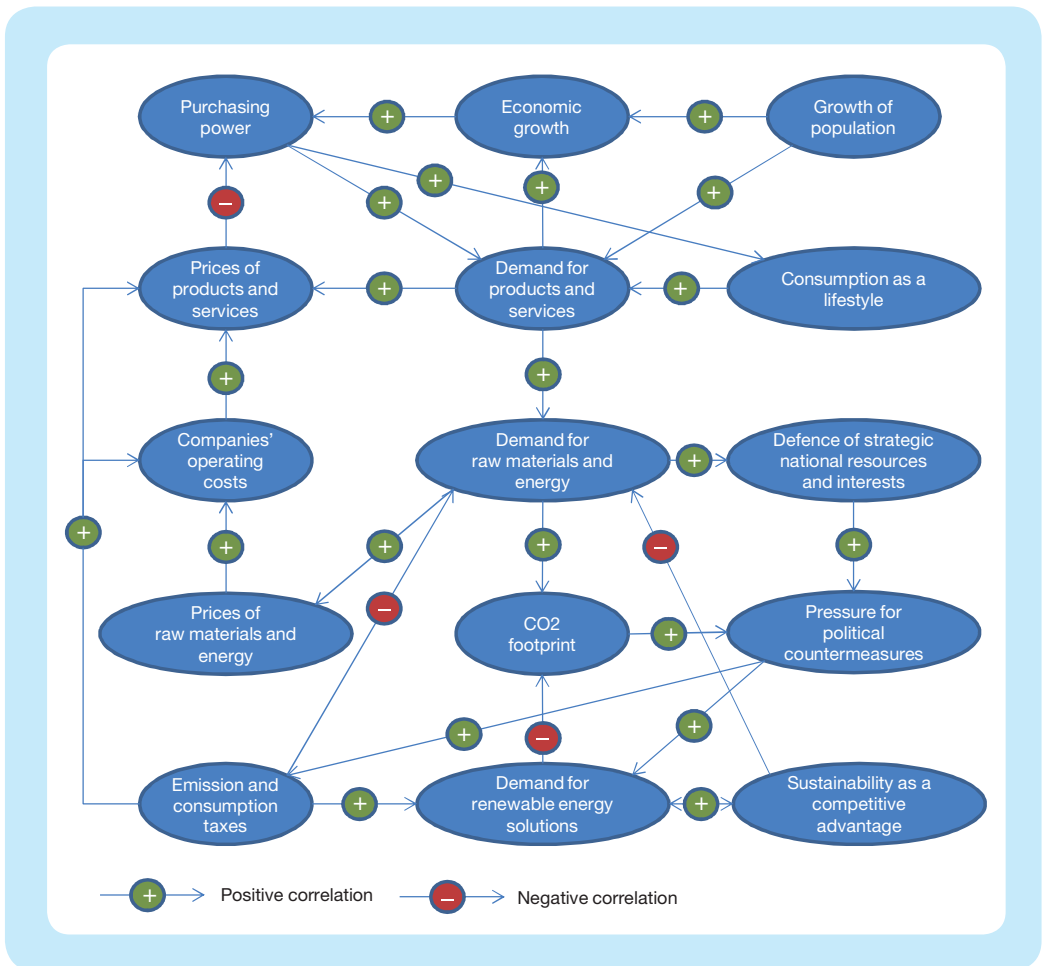 Purchasing
power
Economic
growth
Growth of
population
+
+
+
+
+
+
+
−
Prices of
products and
services
Demand for
products and
services
Consumption as a
lifestyle
+
+
+
+
Companies’
operating
costs
Demand for
raw materials and
energy
Defence of strategic
national resources
and interests
+
+
+
+
+
+
−
−
Prices of
raw materials and
energy
CO2
footprint
Pressure for
political
countermeasures
+
+
+
−
Emission and
consumption
taxes
Demand for
renewable energy
solutions
Sustainability as a
competitive
advantage
+
+
+
Positive correlation
−
Negative correlation